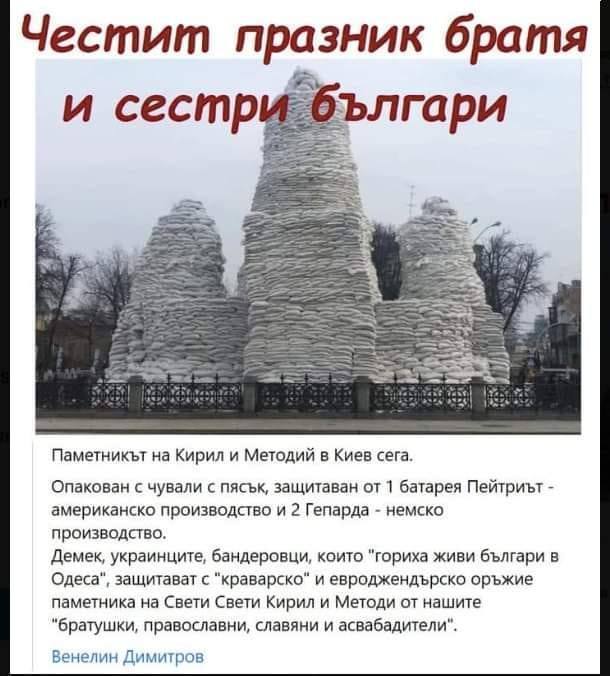 Честит празник братя
и сестри българи
Паметникът на Кирил и Методий в Киев сега.
Опакован с чували с пясък, защитаван от 1 батарея Пейтриът -
американско производство и 2 Гепарда - немско
производство.
Демек, украинците, бандеровци, които "гориха живи българи в
Одеса", защитават с "краварско" и евроджендърско оръжие
паметника на Свети Свети Кирил и Методи от нашите
"братушки, православни, славяни и асвабадители".
Венелин Димитров